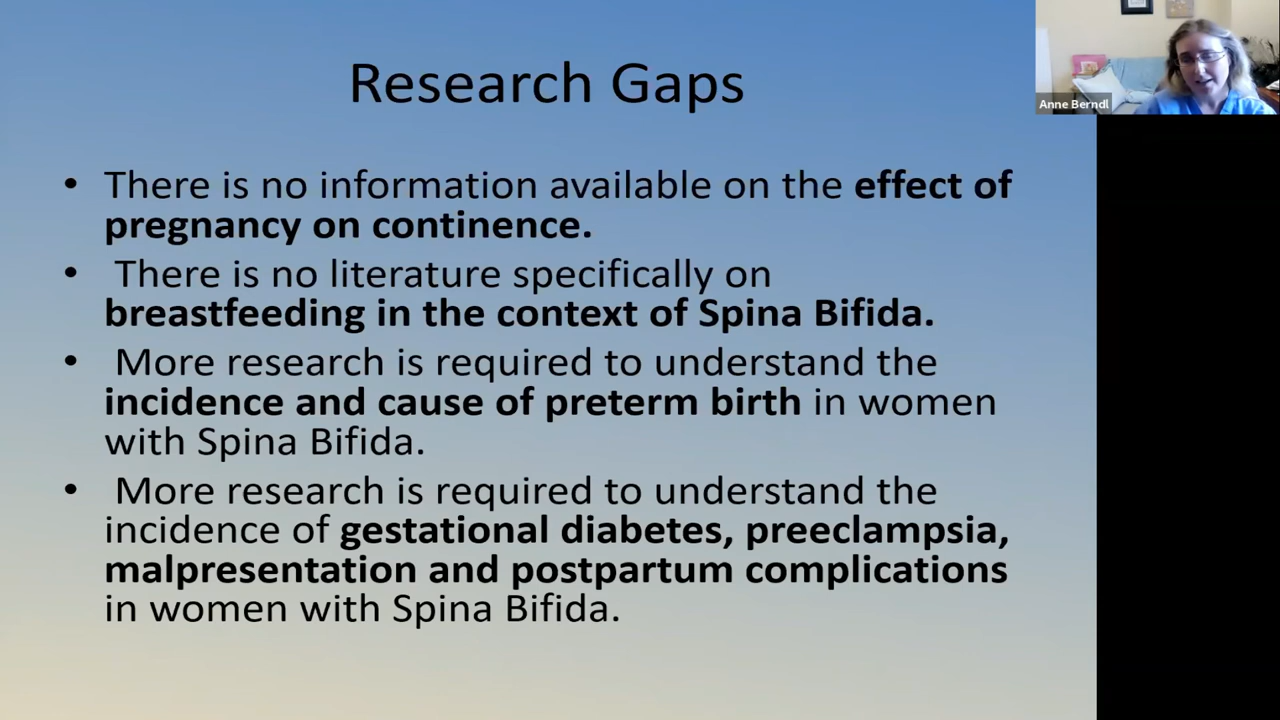 Research Gaps
Anne Berndl
• There is no information available on the effect of
pregnancy on continence.
• There is no literature specifically on
breastfeeding in the context of Spina Bifida.
• More research is required to understand the
incidence and cause of preterm birth in women
with Spina Bifida.
• More research is required to understand the
incidence of gestational diabetes, preeclampsia,
malpresentation and postpartum complications
in women with Spina Bifida.